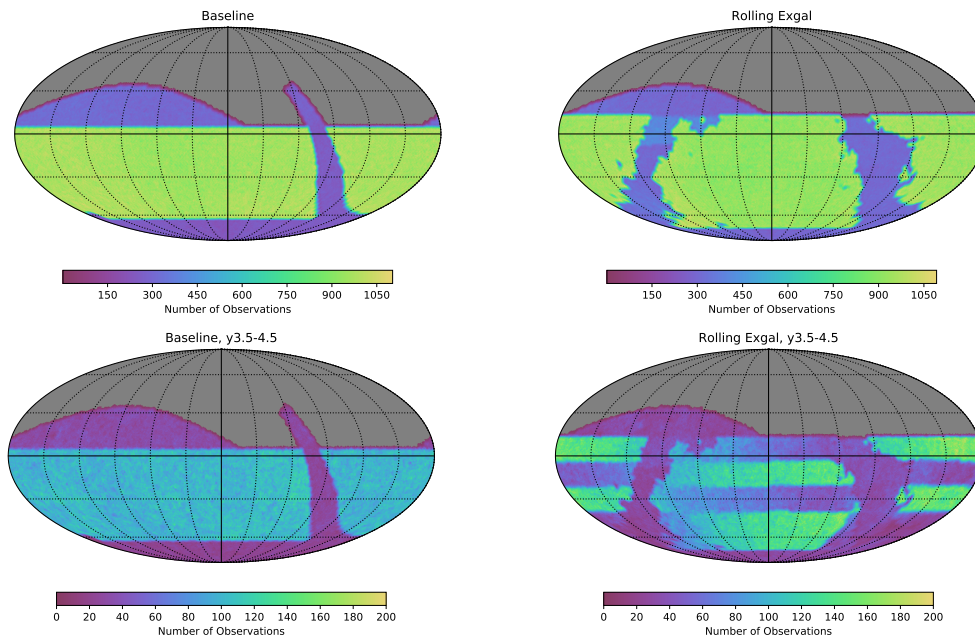 Baseline
Rolling Exgal
150 300 450 600 750 900 1050
Number of Observations
150 300 450 600 750 900 1050
Number of Observations
Baseline, y3.5-4.5
Rolling Exgal, y3.5-4.5
0 20 40 60 80 100 120 140 160 180 200
Number of Observations
0 20 40 60 80 100 120 140 160 180 200
Number of Observations